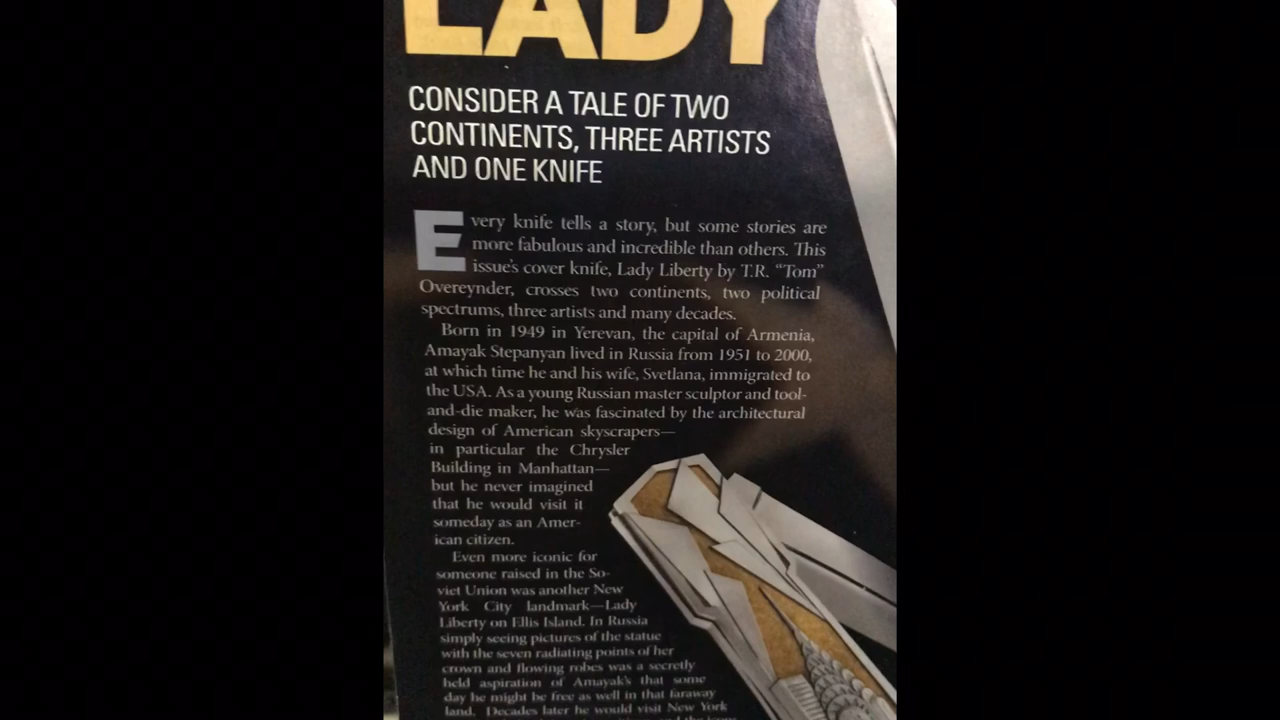 LADY
CONSIDER A TALE OF TWO
CONTINENTS, THREE ARTISTS
AND ONE KNIFE
Every knife tells a story, but some stories are
more fabulous and incredible than others. This
issue's cover knife, Lady Liberty by T.R. "Tom"
Overeynder, crosses two continents, two political
spectrums, three artists and many decades.
Born in 1949 in Yerevan, the capital of Armenia,
Amayak Stepanyan lived in Russia from 1951 to 2000,
at which time he and his wife, Svetlana, immigrated to
the USA. As a young Russian master sculptor and tool-
and-die maker, he was fascinated by the architectural
design of American skyscrapers—
in particular the Chrysler
Building in Manhattan—
but he never imagined
that he would visit it
someday as an Amer-
ican citizen.
Even more iconic for
someone raised in the So-
viet Union was another New
York City landmark—Lady
Liberty on Ellis Island. In Russia
simply seeing pictures of the statue
with the seven radiating points of her
crown and flowing robes was a secretly
held aspiration of Amayak's that some
day he might be free as well in that faraway
land. Decades later he would visit New York